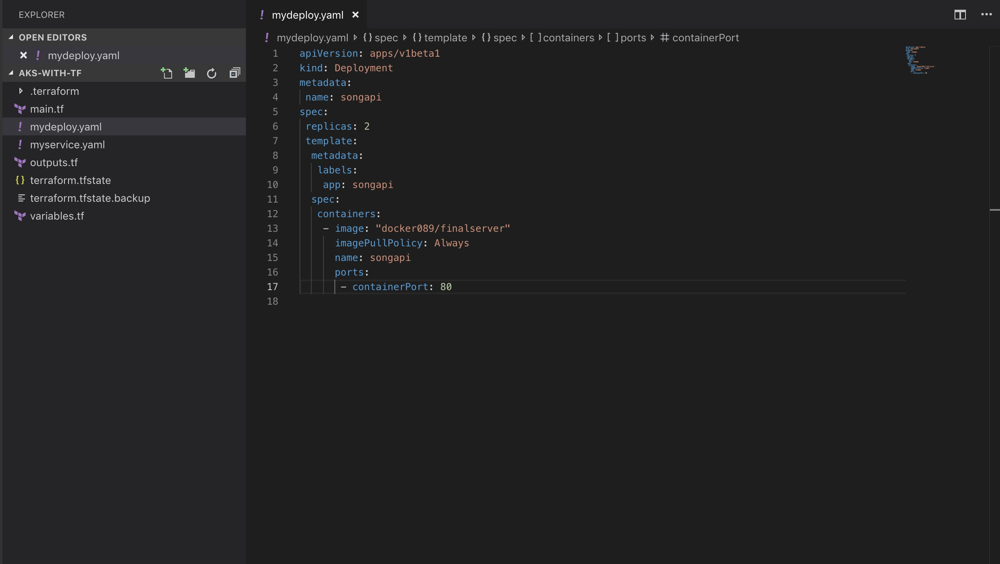 EXPLORER
OPEN EDITORS
mydeploy.yaml
AKS-WITH-TF
.terraform
main.tf
mydeploy.yaml
myservice.yaml
outputs.tf
terraform.tfstate
terraform.tfstate.backup
variables.tf
mydeploy.yaml
mydeploy.yaml {} spec {} template {} spec [ ] containers [ ] ports # containerPort
1 apiVersion: apps/v1beta1
2 kind: Deployment
3 metadata:
4  name: songapi
5 spec:
6  replicas: 2
7  template:
8   metadata:
9    labels:
10     app: songapi
11   spec:
12    containers:
13     - image: "docker089/finalserver"
14       imagePullPolicy: Always
15       name: songapi
16       ports:
17        - containerPort: 80
18